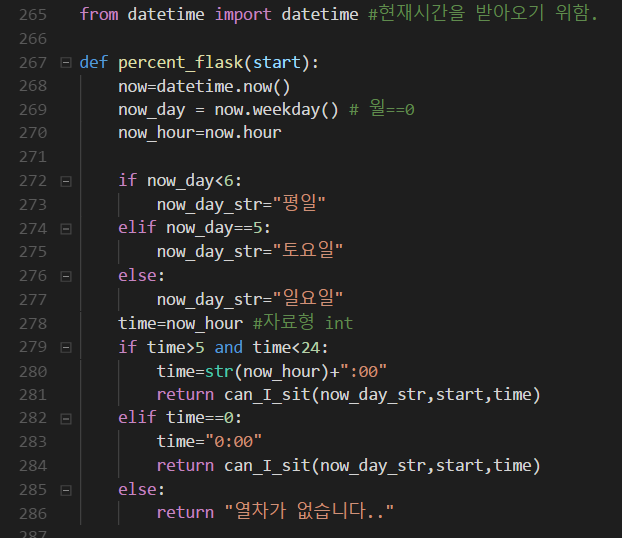 265 from datetime import datetime #현재시간을 받아오기 위함.
266
267 def percent_flask(start):
268     now=datetime.now()
269     now_day = now.weekday() # 월==0
270     now_hour=now.hour
271
272     if now_day<6:
273         now_day_str="평일"
274     elif now_day==5:
275         now_day_str="토요일"
276     else:
277         now_day_str="일요일"
278     time=now_hour #자료형 int
279     if time>5 and time<24:
280         time=str(now_hour)+":00"
281         return can_I_sit(now_day_str,start,time)
282     elif time==0:
283         time="0:00"
284         return can_I_sit(now_day_str,start,time)
285     else:
286         return "열차가 없습니다.."
287